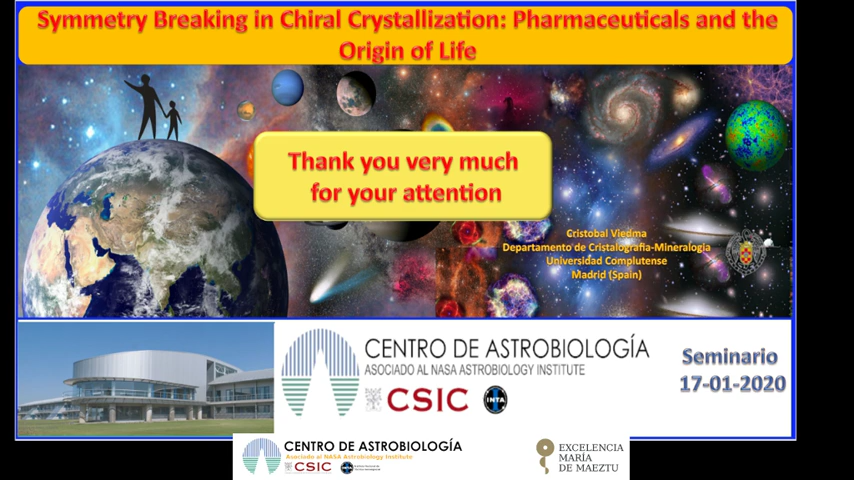 Symmetry Breaking in Chiral Crystallization: Pharmaceuticals and the
Origin of Life
Thank you very much
for your attention
Cristobal Viedma
Departamento de Cristalografia-Mineralogia
Universidad Complutense
Madrid (Spain)
CENTRO DE ASTROBIOLOGÍA
ASOCIADO AL NASA ASTROBIOLOGY INSTITUTE
CSIC
INTA
Seminario
17-01-2020
CENTRO DE ASTROBIOLOGÍA
Asociado al NASA Astrobiology Institute
CSIC
EXCELENCIA
MARÍA
DE MAEZTU